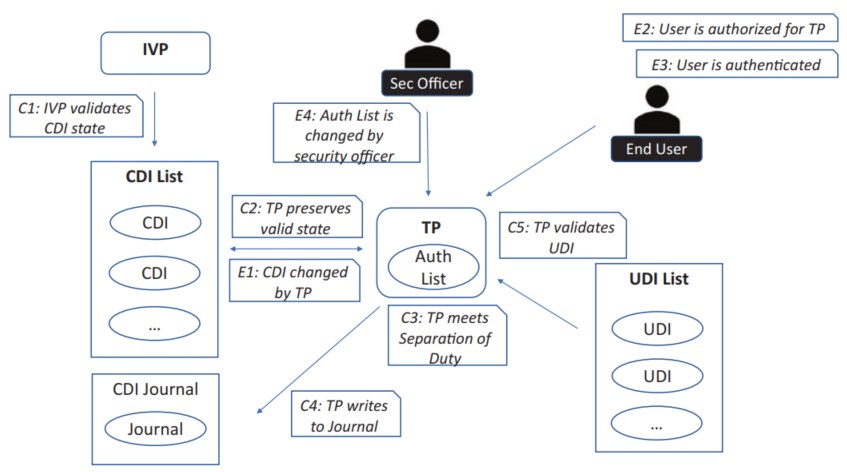 IVP
Sec Officer
E2: User is authorized for TP
E3: User is authenticated
End User
C1: IVP validates
CDI state
E4: Auth List is
changed by
security officer
CDI List
CDI
CDI
...
C2: TP preserves
valid state
E1: CDI changed
by TP
TP
Auth
List
C5: TP validates
UDI
UDI List
UDI
UDI
...
C3: TP meets
Separation of
Duty
CDI Journal
Journal
C4: TP writes
to Journal